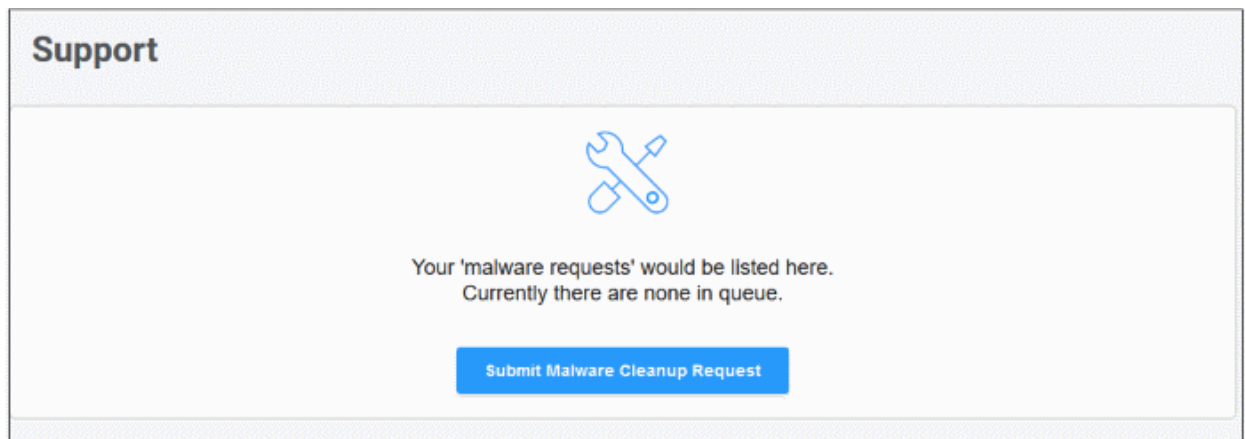 Support
Your 'malware requests' would be listed here.
Currently there are none in queue.
Submit Malware Cleanup Request